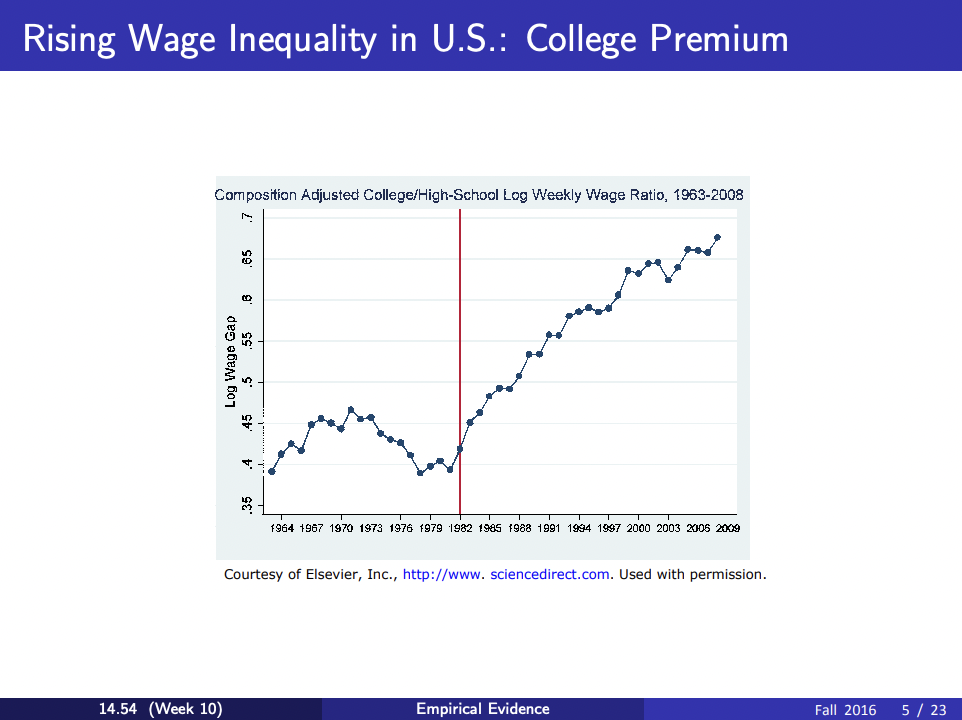 Rising Wage Inequality in U.S.: College Premium
Composition Adjusted College/High-School Log Weekly Wage Ratio, 1963-2008
.7
.65
.6
.55
.5
.45
.4
.35
Log Wage Gap
1964 1967 1970 1973 1976 1979 1982 1985 1988 1991 1994 1997 2000 2003 2006 2009
Courtesy of Elsevier, Inc., http://www. sciencedirect.com. Used with permission.
14.54 (Week 10) Empirical Evidence Fall 2016 5 / 23